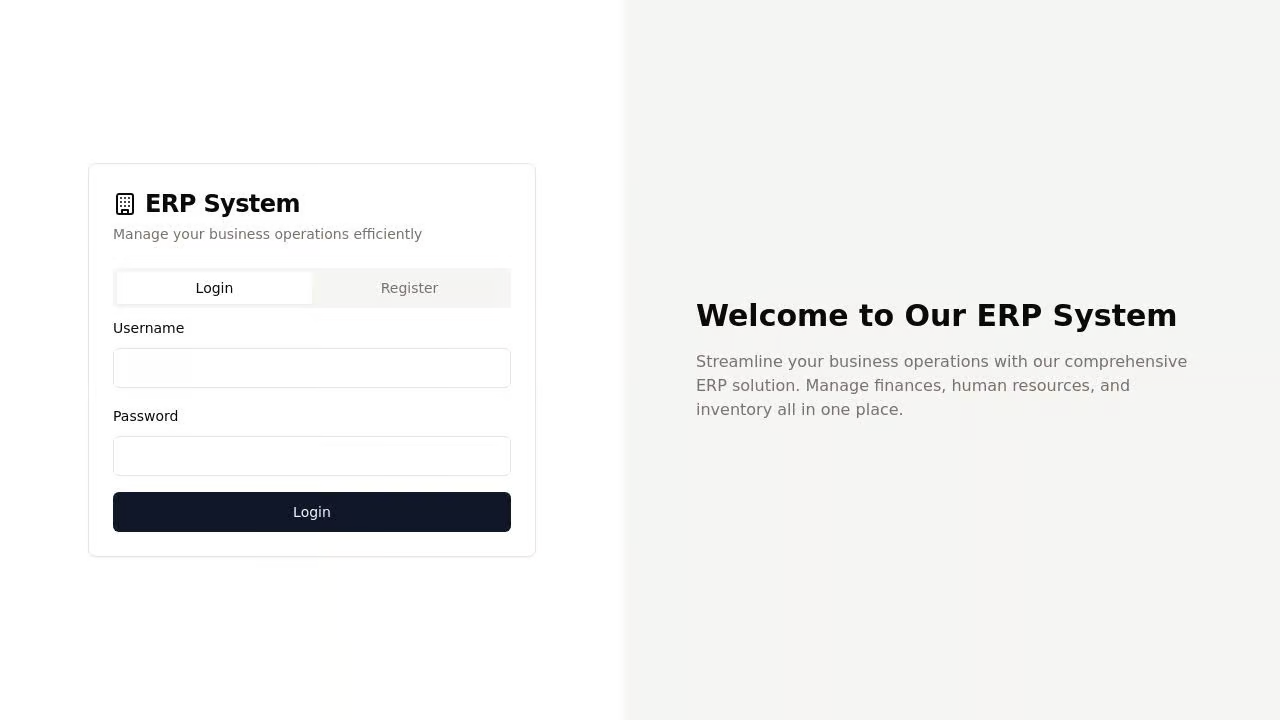 ERP System
Manage your business operations efficiently
Login
Register
Username
Password
Login
Welcome to Our ERP System
Streamline your business operations with our comprehensive
ERP solution. Manage finances, human resources, and
inventory all in one place.